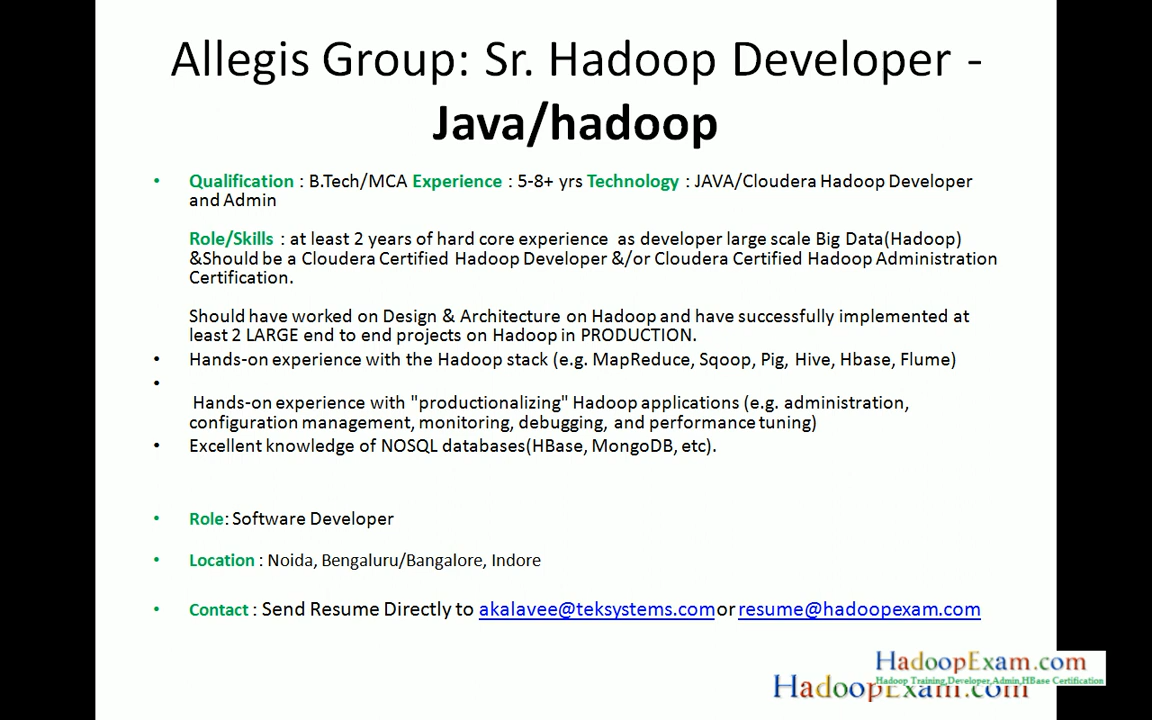 Allegis Group: Sr. Hadoop Developer -
Java/hadoop
• Qualification : B.Tech/MCA Experience : 5-8+ yrs Technology : JAVA/Cloudera Hadoop Developer
and Admin
Role/Skills : at least 2 years of hard core experience as developer large scale Big Data(Hadoop)
&Should be a Cloudera Certified Hadoop Developer &/or Cloudera Certified Hadoop Administration
Certification.
Should have worked on Design & Architecture on Hadoop and have successfully implemented at
least 2 LARGE end to end projects on Hadoop in PRODUCTION.
• Hands-on experience with the Hadoop stack (e.g. MapReduce, Sqoop, Pig, Hive, Hbase, Flume)
•
Hands-on experience with "productionalizing" Hadoop applications (e.g. administration,
configuration management, monitoring, debugging, and performance tuning)
• Excellent knowledge of NOSQL databases(HBase, MongoDB, etc).
• Role: Software Developer
• Location : Noida, Bengaluru/Bangalore, Indore
• Contact : Send Resume Directly to akalavee@teksystems.com or resume@hadoopexam.com
HadoopExam.com
Hadoop Training,Developer,Admin,HBase Certification
HadoopExam.com